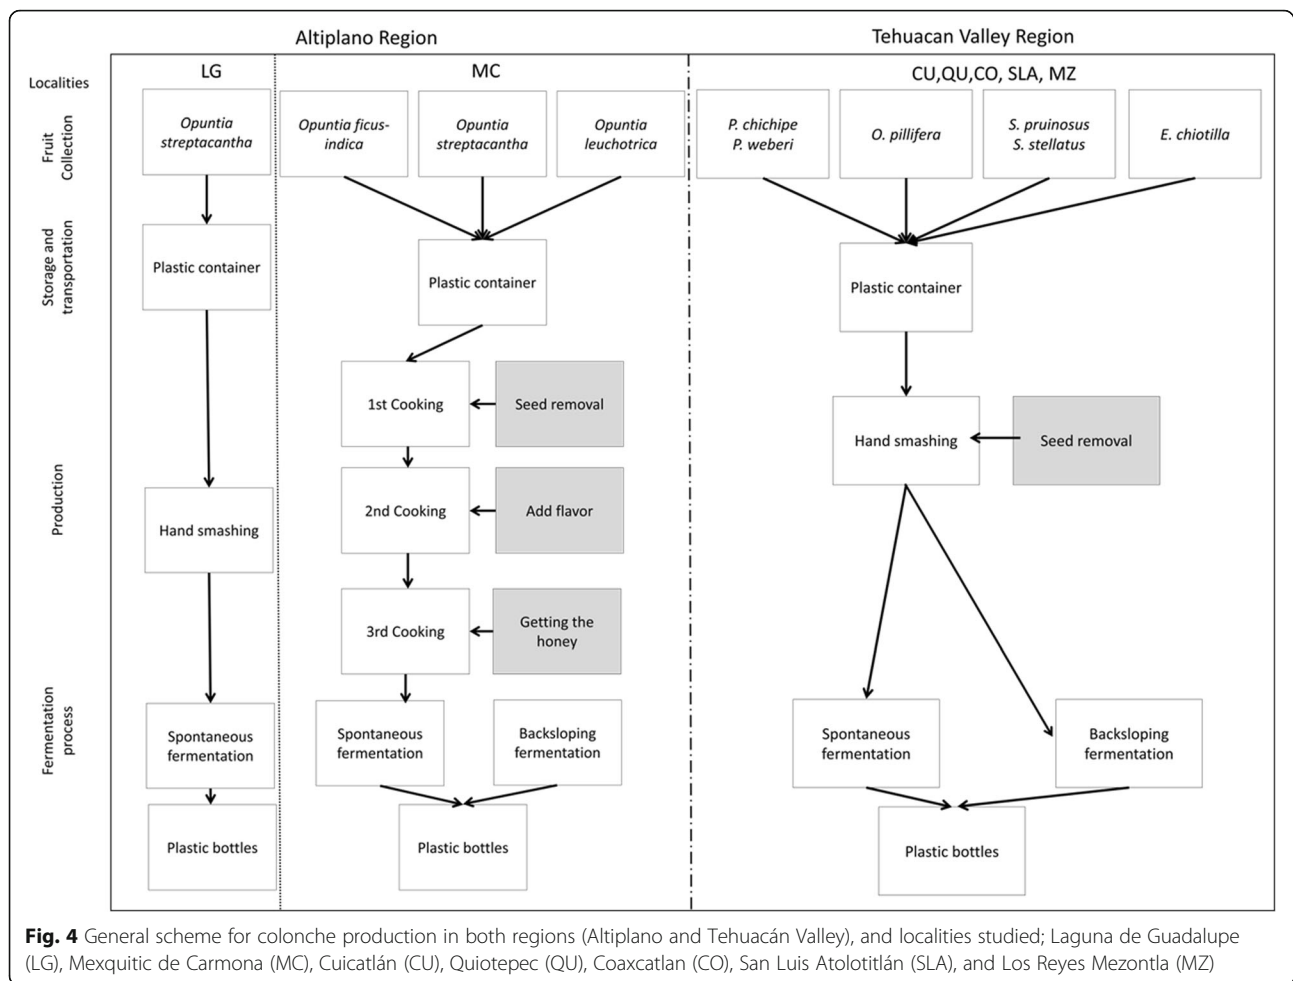 Altiplano Region
Tehuacan Valley Region
Localities
LG
MC
CU,QU,CO, SLA, MZ
Fruit
Collection
Opuntia
streptacantha
Opuntia ficus-
indica
Opuntia
streptacantha
Opuntia
leuchotrica
P. chichipe
P. weberi
O. pillifera
S. pruinosus
S. stellatus
E. chiotilla
Storage and
transportation
Plastic container
Plastic container
Plastic container
Production
Hand smashing
1st Cooking
Seed removal
2nd Cooking
Add flavor
3rd Cooking
Getting the
honey
Hand smashing
Seed removal
Fermentation
process
Spontaneous
fermentation
Spontaneous
fermentation
Backsloping
fermentation
Spontaneous
fermentation
Backsloping
fermentation
Plastic bottles
Plastic bottles
Plastic bottles
Fig. 4 General scheme for colonche production in both regions (Altiplano and Tehuacán Valley), and localities studied; Laguna de Guadalupe
(LG), Mexquitic de Carmona (MC), Cuicatlán (CU), Quiotepec (QU), Coaxcatlan (CO), San Luis Atolotitlán (SLA), and Los Reyes Mezontla (MZ)